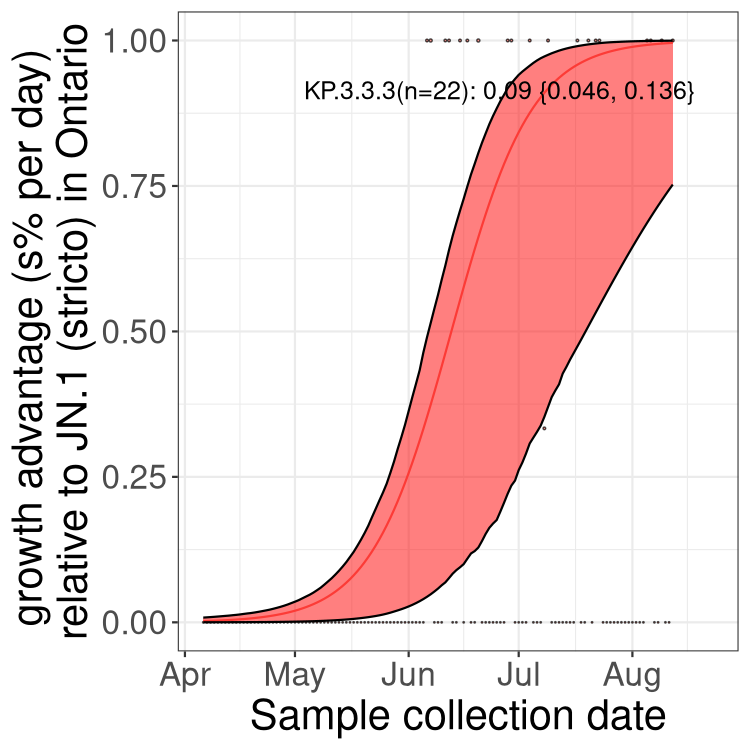 growth advantage (s% per day)
relative to JN.1 (stricto) in Ontario
1.00
0.75
0.50
0.25
0.00
KP.3.3.3(n=22): 0.09 {0.046, 0.136}
Apr May Jun Jul Aug
Sample collection date